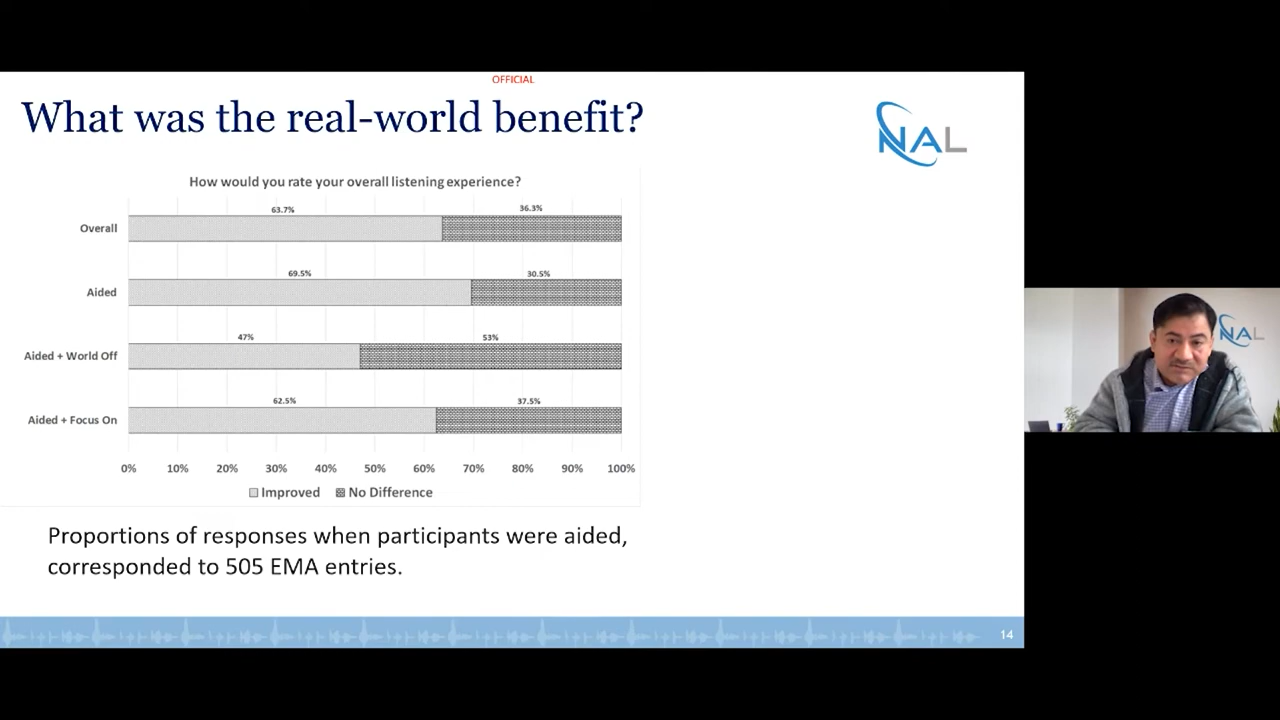 OFFICIAL
What was the real-world benefit?
NAL
How would you rate your overall listening experience?
63.7% 36.3%
Overall
69.5% 30.5%
Aided
47% 53%
Aided + World Off
62.5% 37.5%
Aided + Focus On
0% 10% 20% 30% 40% 50% 60% 70% 80% 90% 100%
Improved No Difference
Proportions of responses when participants were aided,
corresponded to 505 EMA entries.
14
NAL